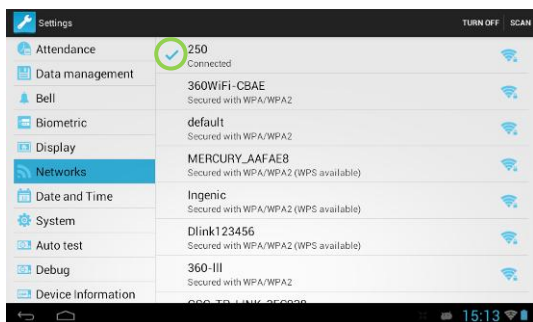 Settings
TURN OFF SCAN
Attendance
Data management
Bell
Biometric
Display
Networks
Date and Time
System
Auto test
Debug
Device Information
250
Connected
360WiFi-CBAE
Secured with WPA/WPA2
default
Secured with WPA/WPA2
MERCURY_AAFAE8
Secured with WPA/WPA2 (WPS available)
Ingenic
Secured with WPA/WPA2 (WPS available)
Dlink123456
Secured with WPA/WPA2 (WPS available)
360-III
Secured with WPA/WPA2
15:13